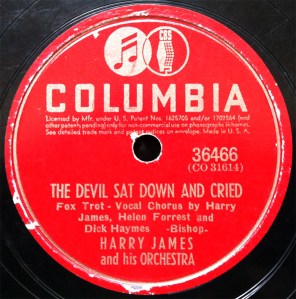 CBS
COLUMBIA
Licensed by Mfr. under U. S. Patent Nos. 1625705 and/or 1702564 (and
other patents pending) only for non-commercial use on phonographs in homes.
See detailed trade mark and patent notices on envelope. Made in U. S. A.
36466
(CO 31614)
THE DEVIL SAT DOWN AND CRIED
Fox Trot - Vocal Chorus by Harry
James, Helen Forrest and
Dick Haymes -Bishop-
HARRY JAMES
and his ORCHESTRA